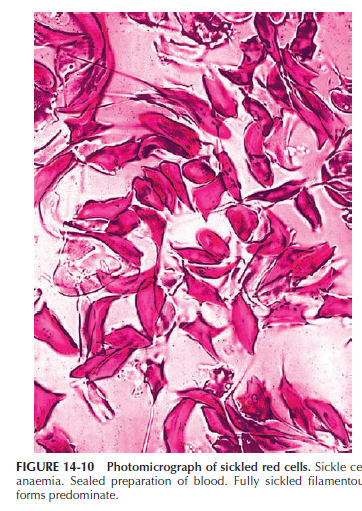 FIGURE 14-10 Photomicrograph of sickled red cells. Sickle ce
anaemia. Sealed preparation of blood. Fully sickled filamentou
forms predominate.